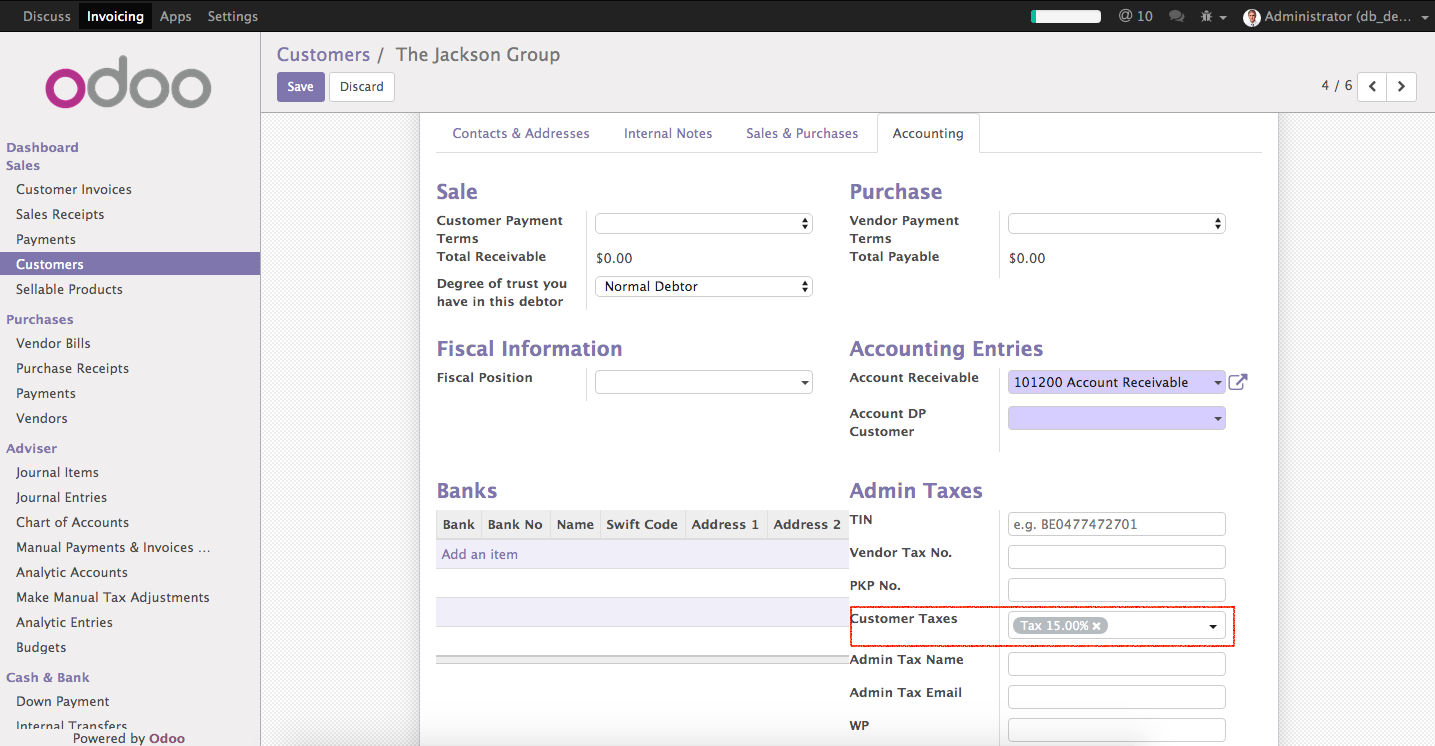 Discuss Invoicing Apps Settings @ 10 Administrator (db_de...
odoo
Customers / The Jackson Group
Save Discard
4 / 6
Dashboard
Sales
Customer Invoices
Sales Receipts
Payments
Customers
Sellable Products
Purchases
Vendor Bills
Purchase Receipts
Payments
Vendors
Adviser
Journal Items
Journal Entries
Chart of Accounts
Manual Payments & Invoices ...
Analytic Accounts
Make Manual Tax Adjustments
Analytic Entries
Budgets
Cash & Bank
Down Payment
Internal Transfers
Powered by Odoo
Contacts & Addresses Internal Notes Sales & Purchases Accounting
Sale
Customer Payment
Terms
Total Receivable $0.00
Degree of trust you
have in this debtor
Normal Debtor
Purchase
Vendor Payment
Terms
Total Payable $0.00
Fiscal Information
Fiscal Position
Accounting Entries
Account Receivable 101200 Account Receivable
Account DP
Customer
Banks
Bank Bank No Name Swift Code Address 1 Address 2
Add an item
Admin Taxes
TIN e.g. BE0477472701
Vendor Tax No.
PKP No.
Customer Taxes Tax 15.00% ×
Admin Tax Name
Admin Tax Email
WP